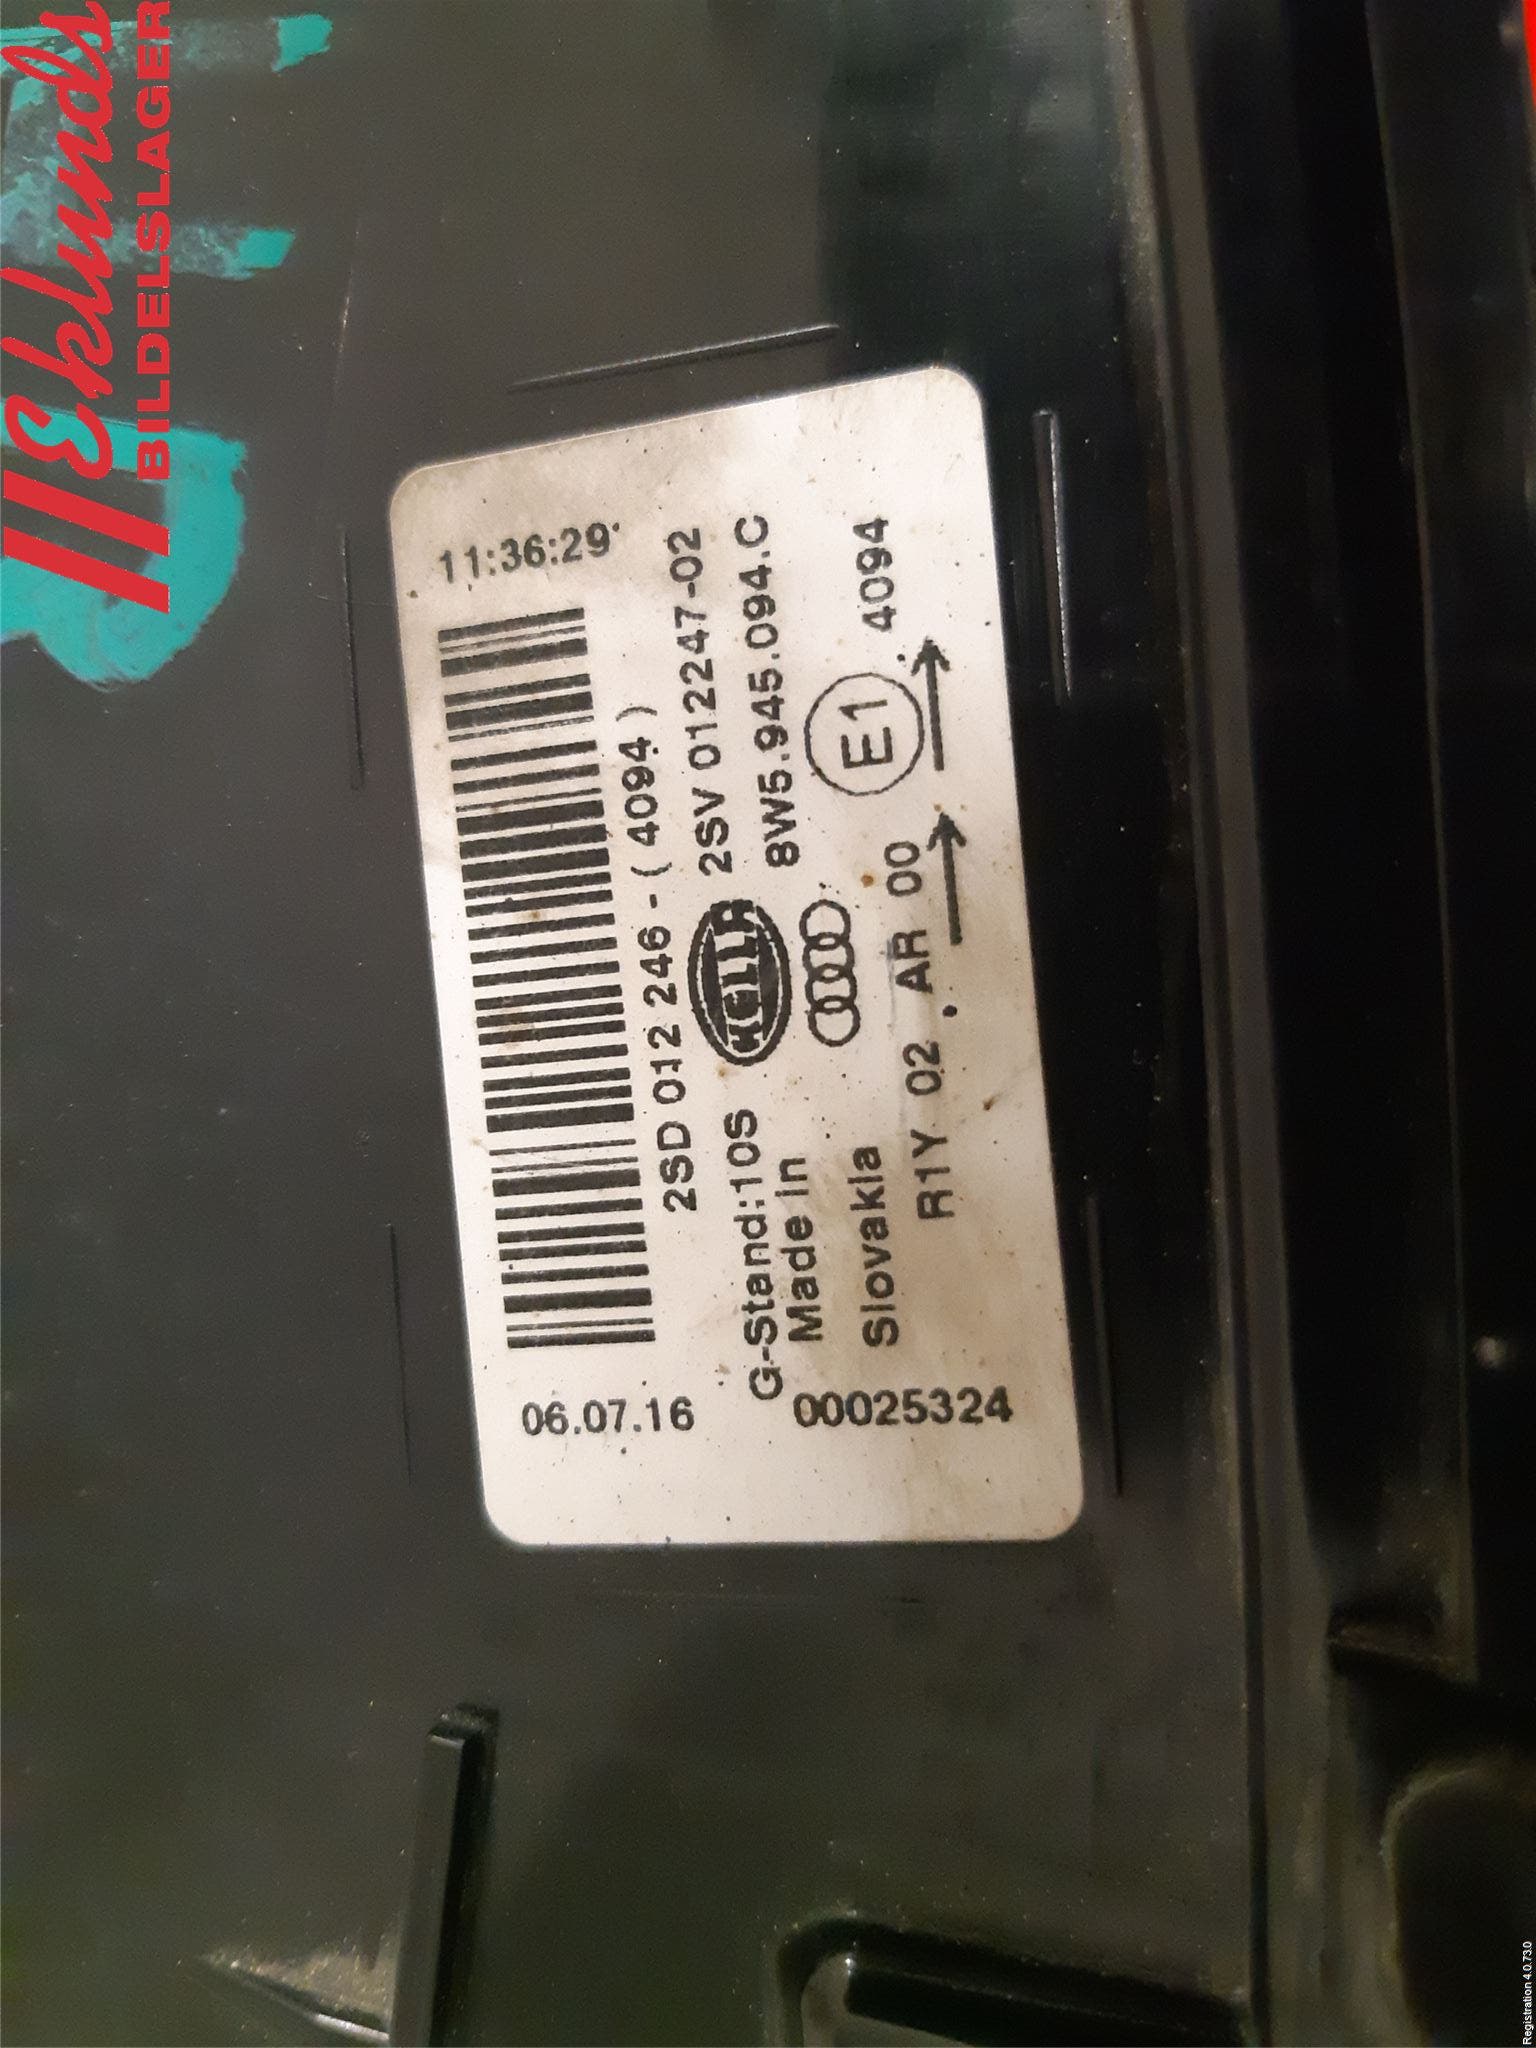 Eklunds
BILDELSLAGER
11:36:29
06.07.16
2SD 012 246 - ( 4094 )
G-Stand:10S
HELLA
2SV 012247-02
Made in
8W5.945.094.C
Slovakia
E1
4094
R1Y 02 AR 00
00025324
Registration 4.0.73.0